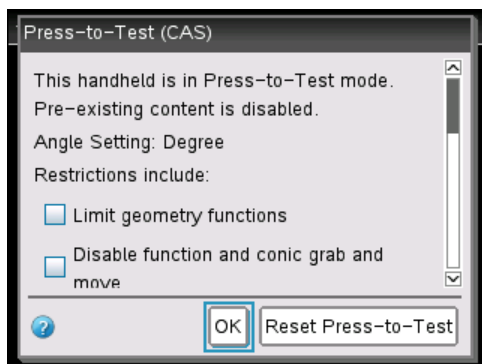 Press-to-Test (CAS)
This handheld is in Press-to-Test mode.
Pre-existing content is disabled.
Angle Setting: Degree
Restrictions include:
Limit geometry functions
Disable function and conic grab and
move
OK Reset Press-to-Test